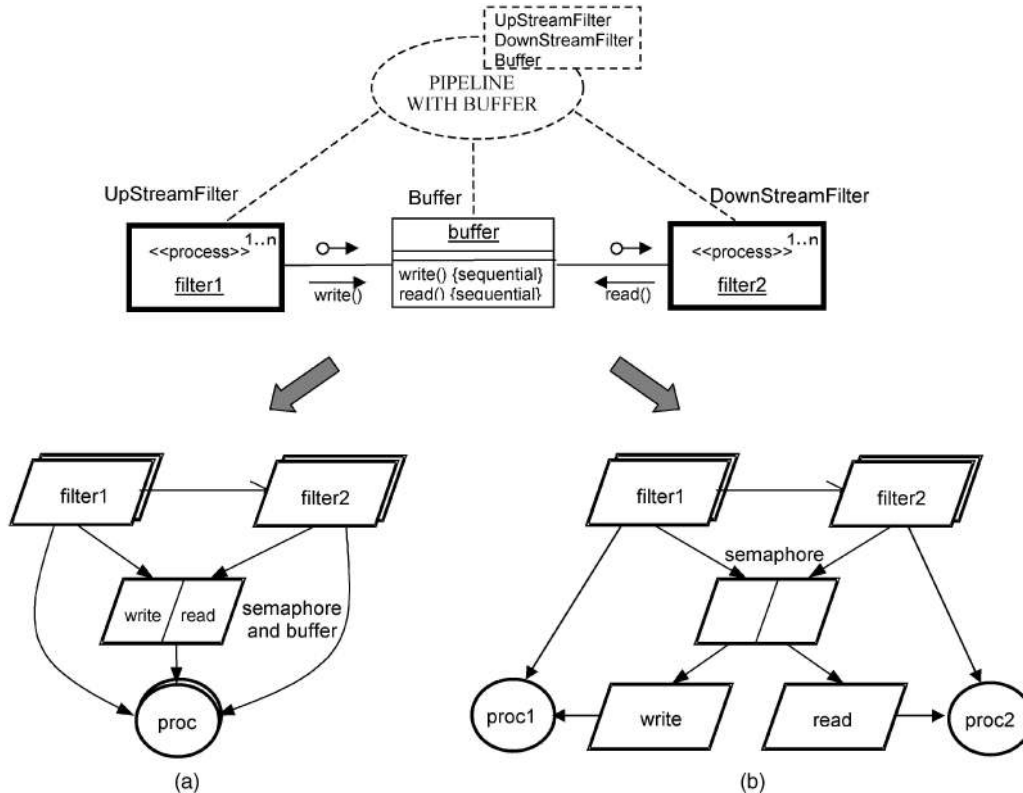 UpStreamFilter
DownStreamFilter
Buffer
PIPELINE
WITH BUFFER
UpStreamFilter
Buffer
DownStreamFilter
1..n
<<process>>
filter1
buffer
write() {sequential}
read() {sequential}
1..n
<<process>>
filter2
write()
read()
filter1
filter2
write
read
semaphore
and buffer
proc
(a)
filter1
filter2
semaphore
proc1
write
read
proc2
(b)